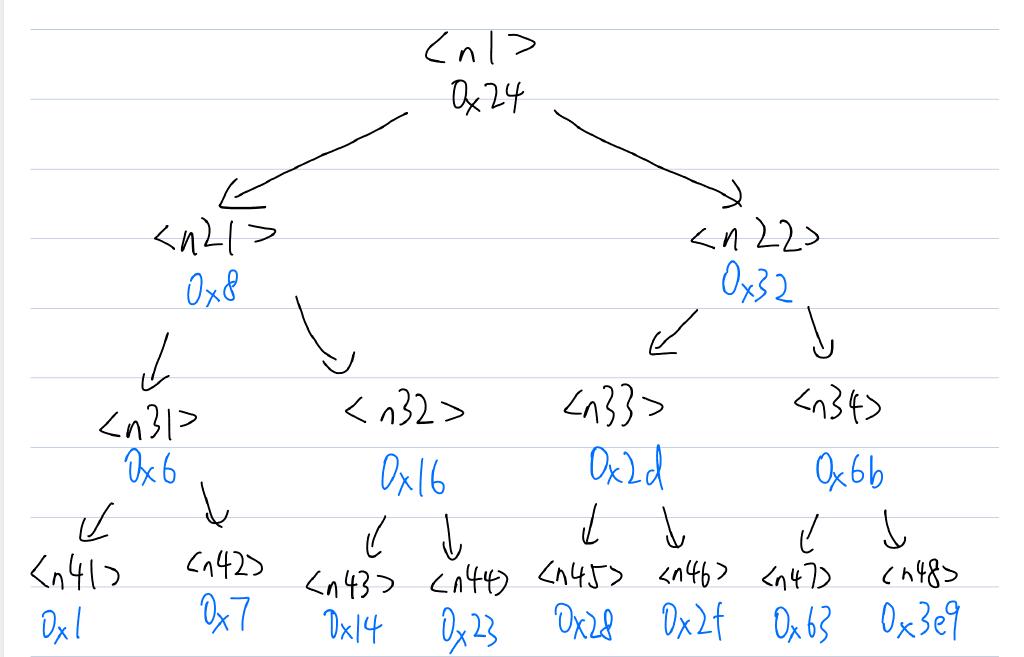 <n1>
0x24
<n21> <n22>
0x8 0x32
<n31> <n32> <n33> <n34>
0x6 0x16 0x2d 0x6b
<n41> <n42> <n43> <n44> <n45> <n46> <n47> <n48>
0x1 0x7 0x14 0x23 0x28 0x2f 0x63 0x3e9